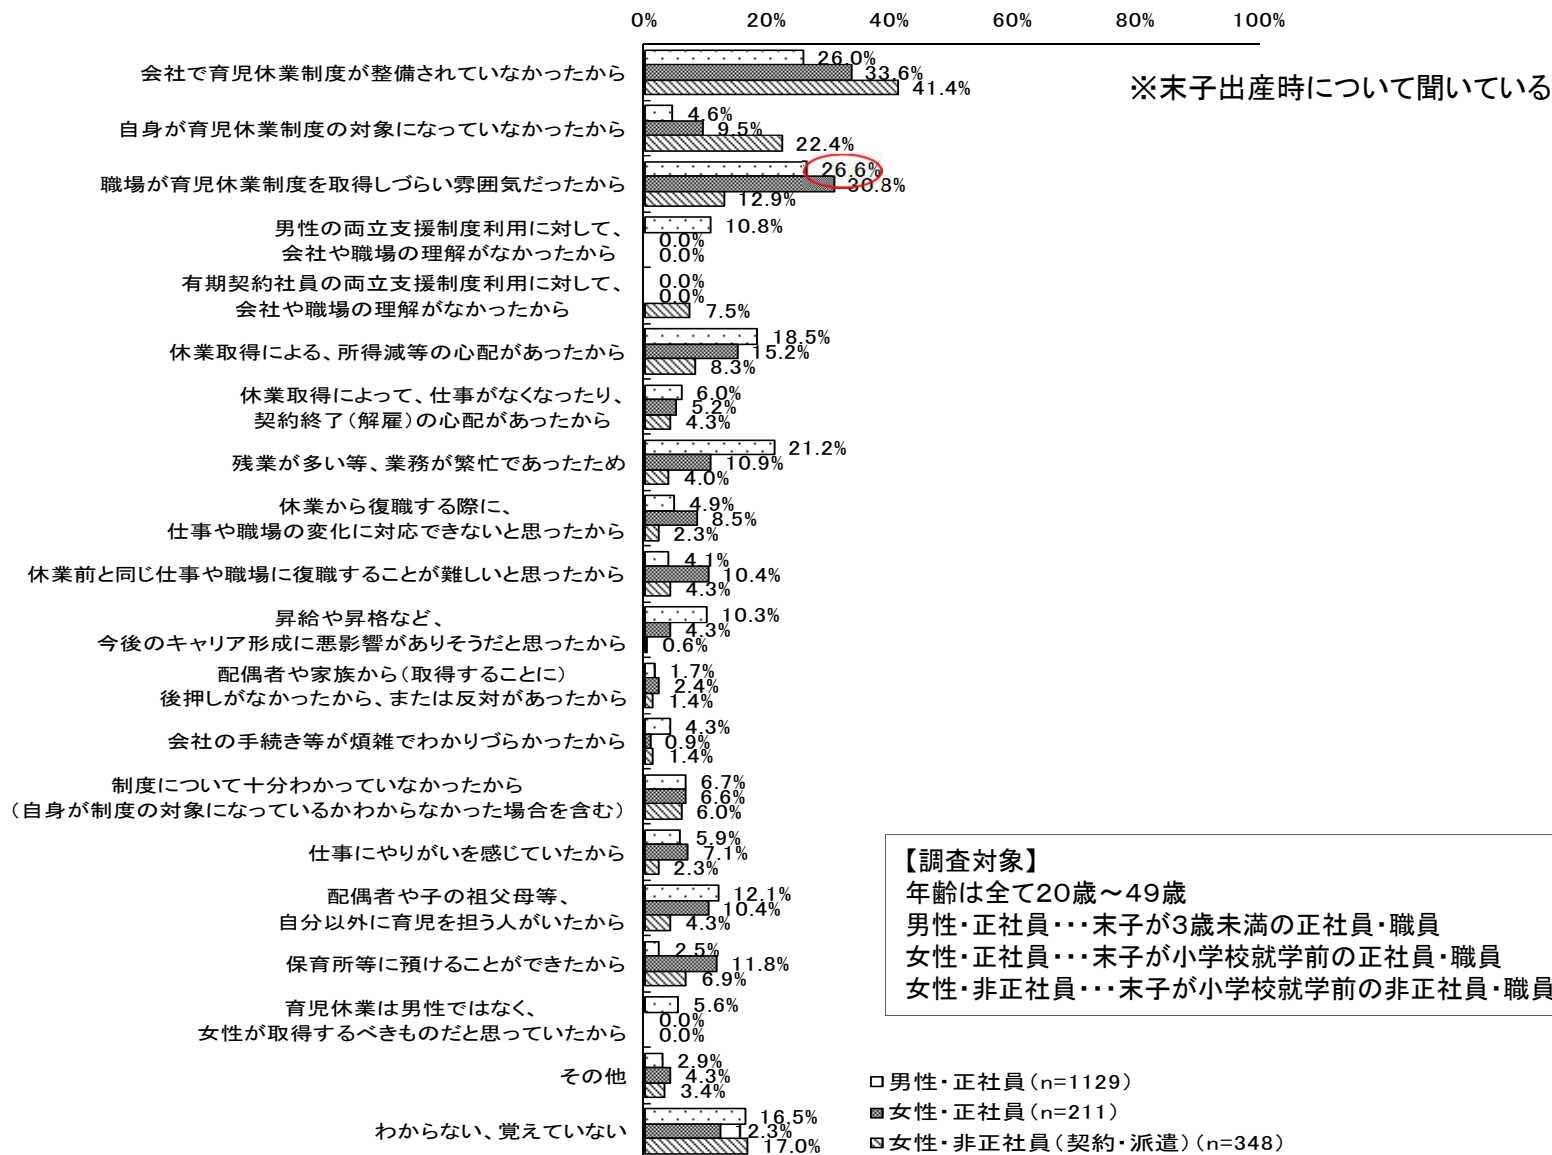 0% 20% 40% 60% 80% 100%
※末子出産時について聞いている
会社で育児休業制度が整備されていなかったから
26.0%
33.6%
41.4%
自身が育児休業制度の対象になっていなかったから
4.6%
9.5%
22.4%
職場が育児休業制度を取得しづらい雰囲気だったから
26.6%
30.8%
12.9%
男性の両立支援制度利用に対して、
会社や職場の理解がなかったから
10.8%
0.0%
0.0%
有期契約社員の両立支援制度利用に対して、
会社や職場の理解がなかったから
0.0%
0.0%
7.5%
休業取得による、所得減等の心配があったから
18.5%
15.2%
8.3%
休業取得によって、仕事がなくなったり、
契約終了(解雇)の心配があったから
6.0%
5.2%
4.3%
残業が多い等、業務が繁忙であったため
21.2%
10.9%
4.0%
休業から復職する際に、
仕事や職場の変化に対応できないと思ったから
4.9%
8.5%
2.3%
休業前と同じ仕事や職場に復職することが難しいと思ったから
4.1%
10.4%
4.3%
昇給や昇格など、
今後のキャリア形成に悪影響がありそうだと思ったから
10.3%
4.3%
0.6%
配偶者や家族から(取得することに)
後押しがなかったから、または反対があったから
1.7%
2.4%
1.4%
会社の手続き等が煩雑でわかりづらかったから
4.3%
0.9%
1.4%
制度について十分わかっていなかったから
(自身が制度の対象になっているかわからなかった場合を含む)
6.7%
6.6%
6.0%
仕事にやりがいを感じていたから
5.9%
7.1%
2.3%
配偶者や子の祖父母等、
自分以外に育児を担う人がいたから
12.1%
10.4%
4.3%
保育所等に預けることができたから
2.5%
11.8%
6.9%
育児休業は男性ではなく、
女性が取得するべきものだと思っていたから
5.6%
0.0%
0.0%
その他
2.9%
4.3%
3.4%
わからない、覚えていない
16.5%
12.3%
17.0%
【調査対象】
年齢は全て20歳~49歳
男性・正社員・・・末子が3歳未満の正社員・職員
女性・正社員・・・末子が小学校就学前の正社員・職員
女性・非正社員・・・末子が小学校就学前の非正社員・職員
男性・正社員(n=1129)
女性・正社員(n=211)
女性・非正社員(契約・派遣)(n=348)